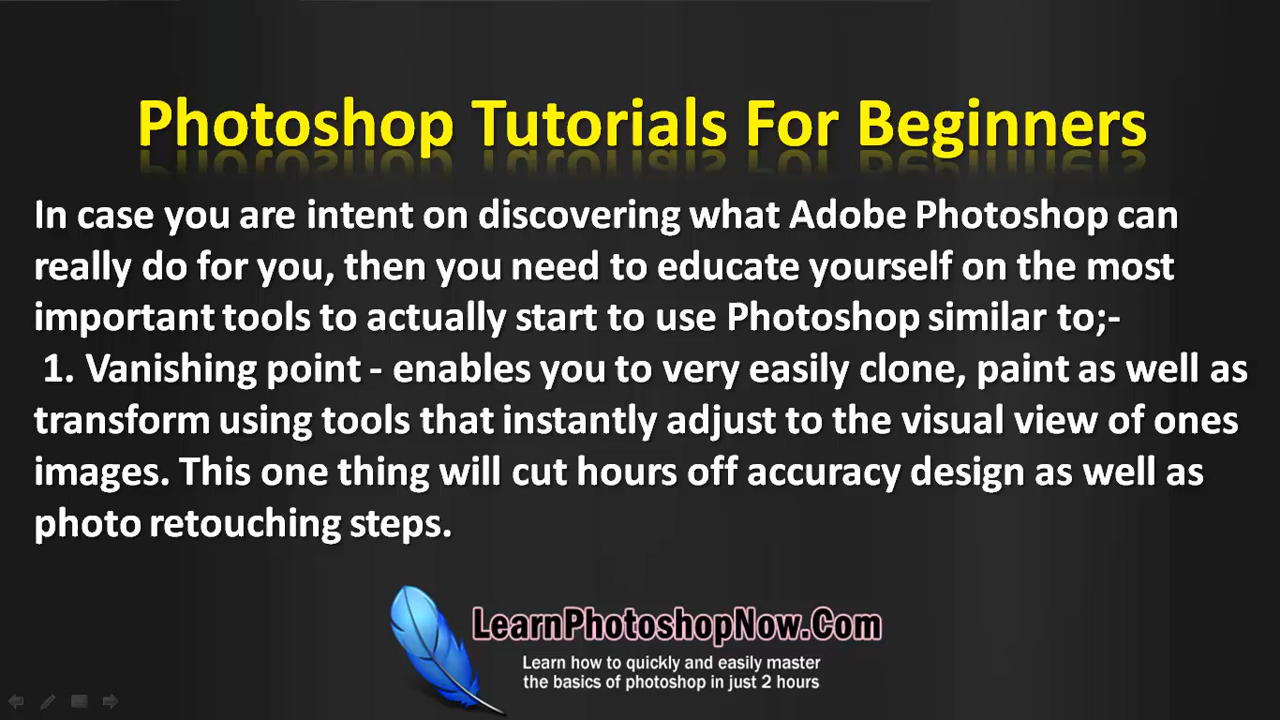 Photoshop Tutorials For Beginners
In case you are intent on discovering what Adobe Photoshop can
really do for you, then you need to educate yourself on the most
important tools to actually start to use Photoshop similar to;-
1. Vanishing point - enables you to very easily clone, paint as well as
transform using tools that instantly adjust to the visual view of ones
images. This one thing will cut hours off accuracy design as well as
photo retouching steps.
LearnPhotoshopNow.Com
Learn how to quickly and easily master
the basics of photoshop in just 2 hours